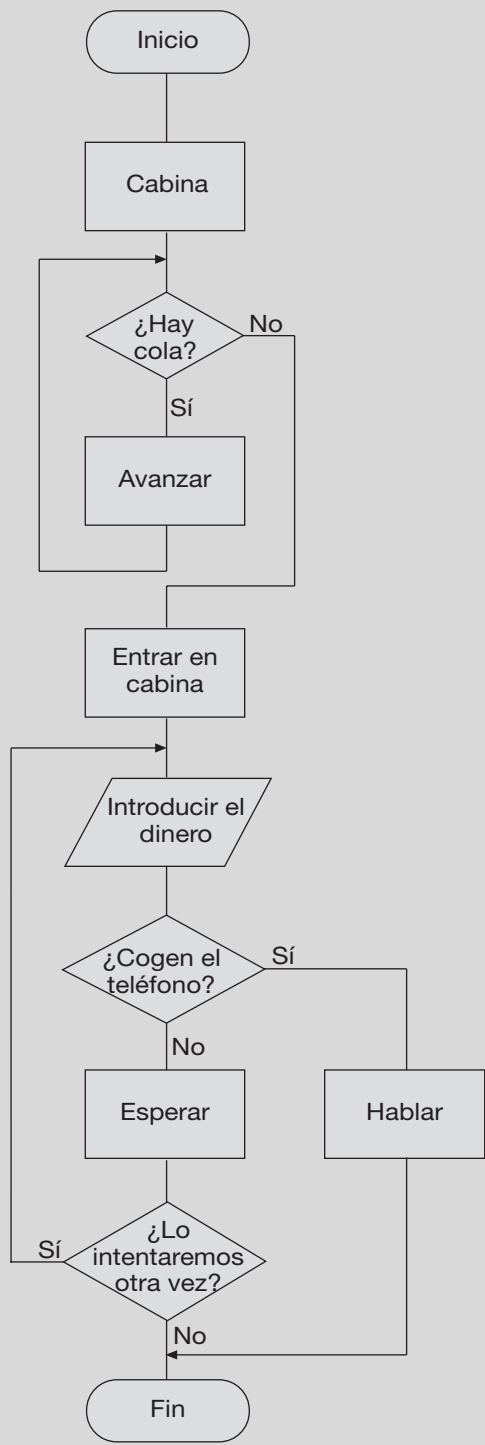 Inicio
Cabina
¿Hay
cola?
No
Sí
Avanzar
Entrar en
cabina
Introducir el
dinero
¿Cogen el
teléfono?
Sí
No
Esperar
Hablar
¿Lo
intentaremos
otra vez?
Sí
No
Fin